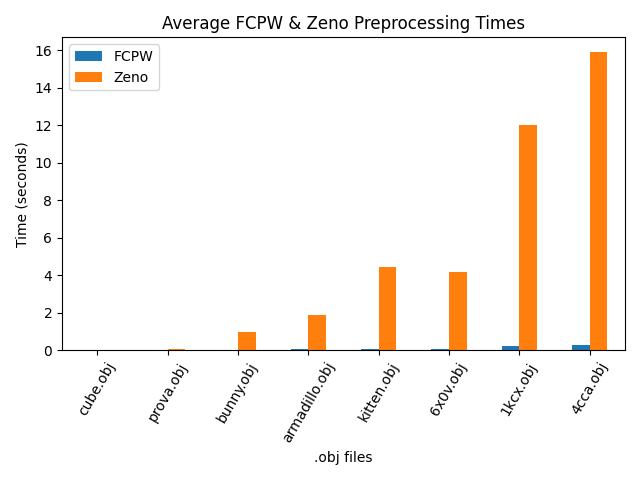 Average FCPW & Zeno Preprocessing Times
FCPW
Zeno
Time (seconds)
16
14
12
10
8
6
4
2
0
cube.obj
prova.obj
bunny.obj
armadillo.obj
kitten.obj
6x0v.obj
1kcx.obj
4cca.obj
.obj files